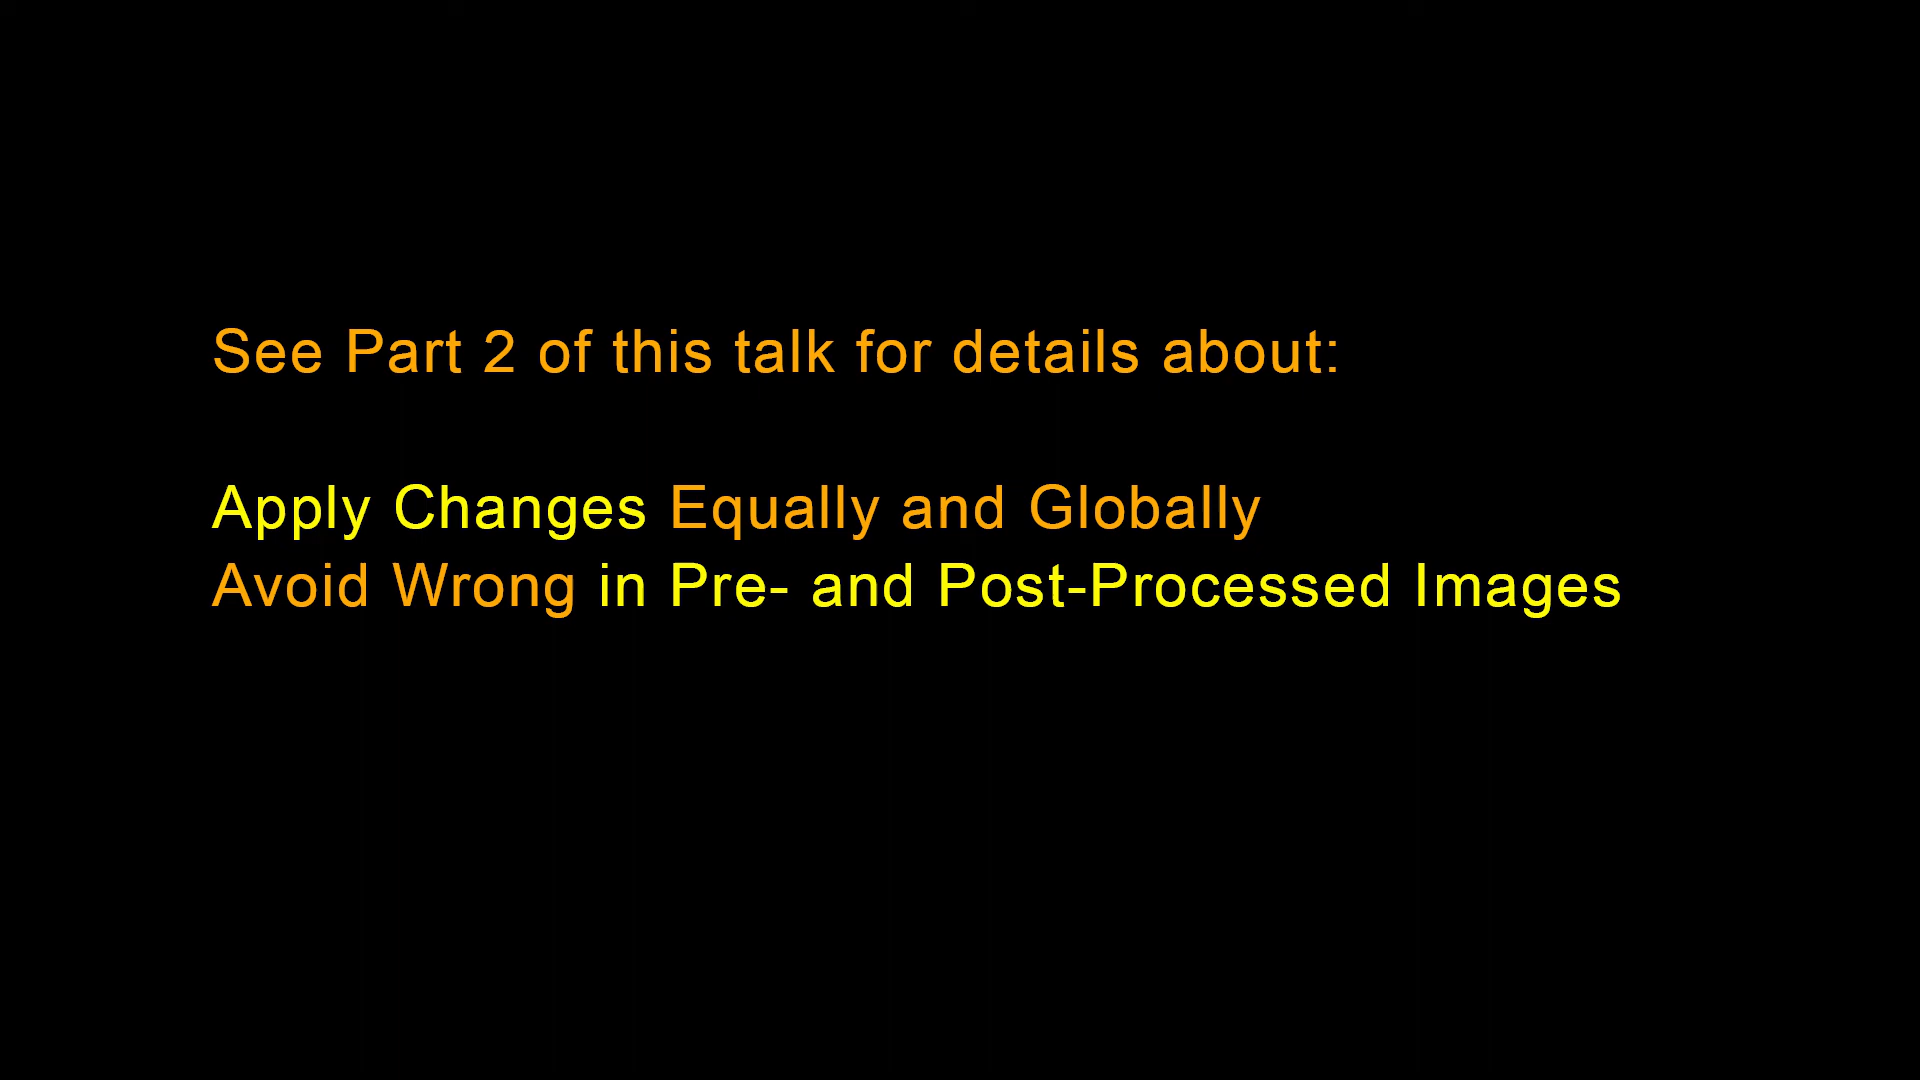 See Part 2 of this talk for details about:
Apply Changes Equally and Globally
Avoid Wrong in Pre- and Post-Processed Images